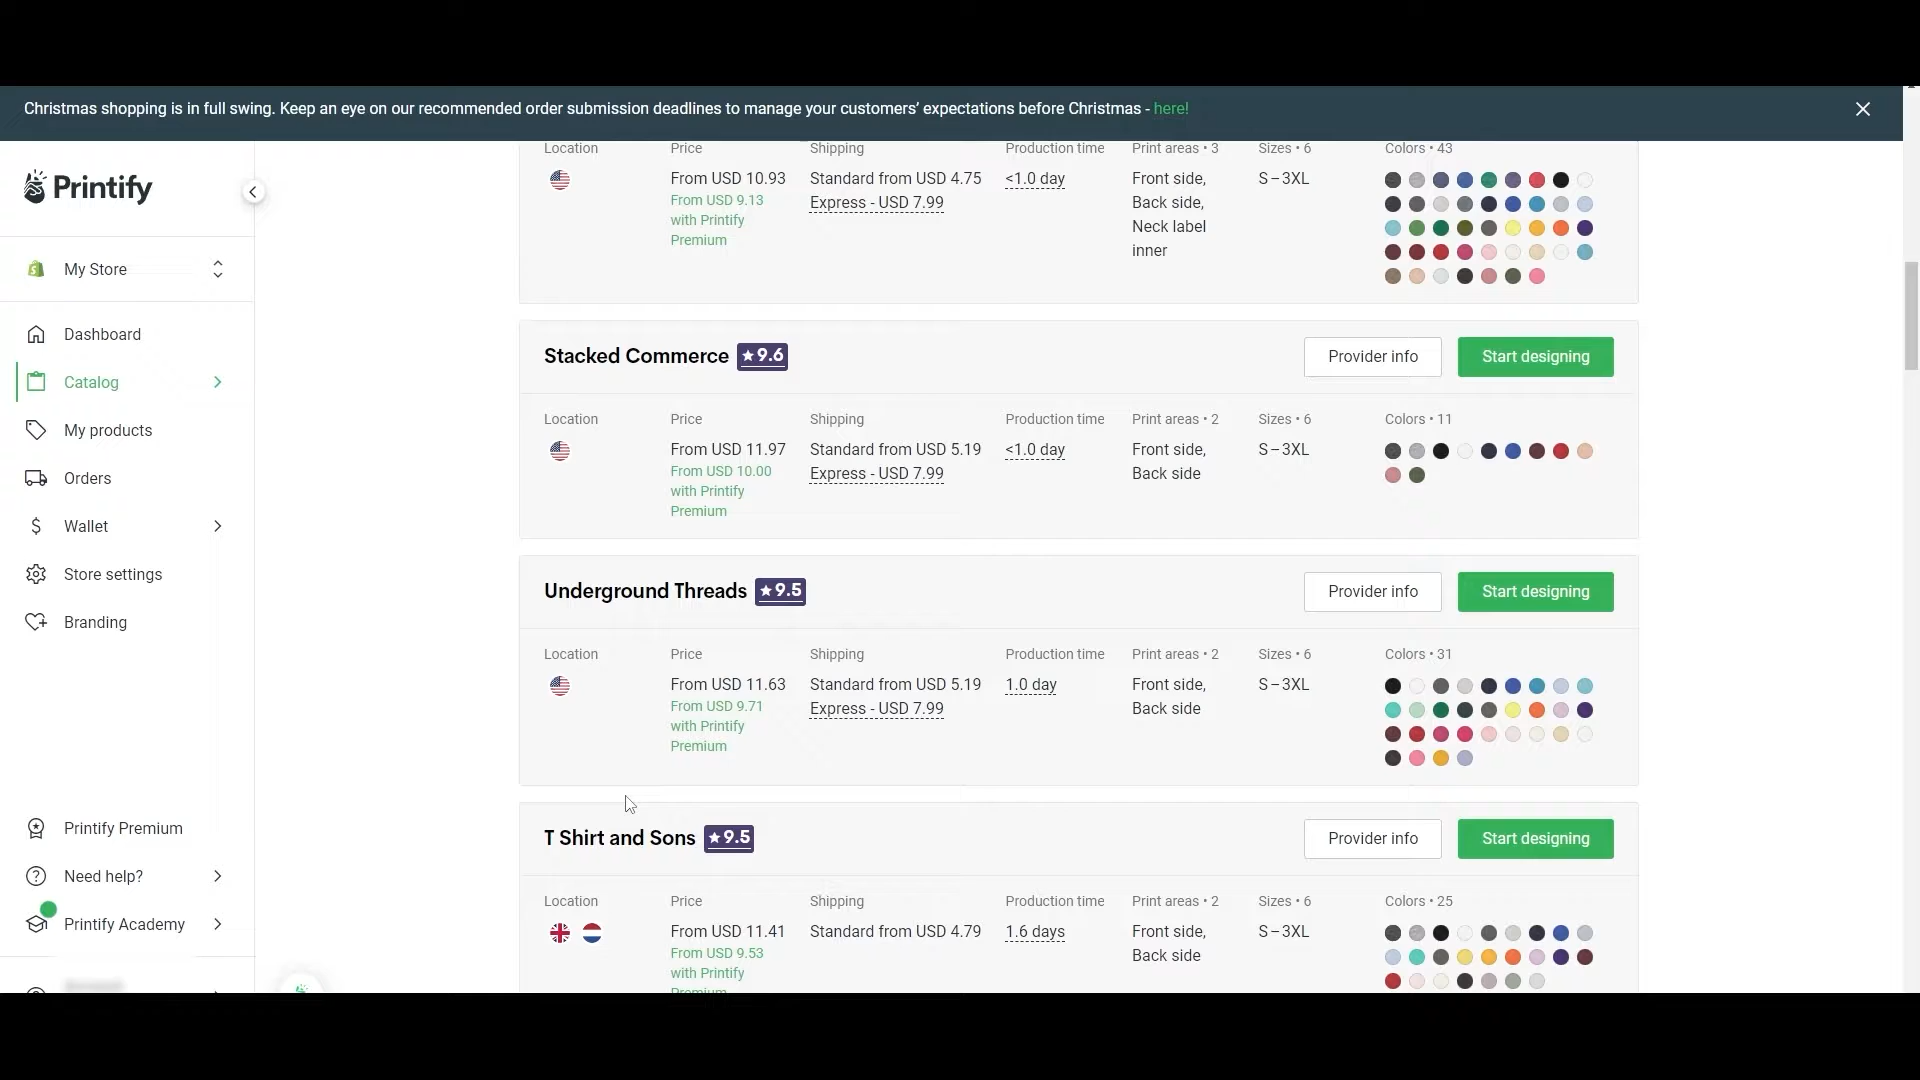 Christmas shopping is in full swing. Keep an eye on our recommended order submission deadlines to manage your customers’ expectations before Christmas - here!
Printify
My Store
Dashboard
Catalog
My products
Orders
Wallet
Store settings
Branding
Printify Premium
Need help?
Printify Academy
Location Price Shipping Production time Print areas • 3 Sizes • 6 Colors • 43
From USD 10.93 Standard from USD 4.75 <1.0 day Front side, S – 3XL
From USD 9.13 Express - USD 7.99 Back side,
with Printify Neck label
Premium inner
Stacked Commerce ★ 9.6 Provider info Start designing
Location Price Shipping Production time Print areas • 2 Sizes • 6 Colors • 11
From USD 11.97 Standard from USD 5.19 <1.0 day Front side, S – 3XL
From USD 10.00 Express - USD 7.99 Back side
with Printify
Premium
Underground Threads ★ 9.5 Provider info Start designing
Location Price Shipping Production time Print areas • 2 Sizes • 6 Colors • 31
From USD 11.63 Standard from USD 5.19 1.0 day Front side, S – 3XL
From USD 9.71 Express - USD 7.99 Back side
with Printify
Premium
T Shirt and Sons ★ 9.5 Provider info Start designing
Location Price Shipping Production time Print areas • 2 Sizes • 6 Colors • 25
From USD 11.41 Standard from USD 4.79 1.6 days Front side, S – 3XL
From USD 9.53 Back side
with Printify
Premium